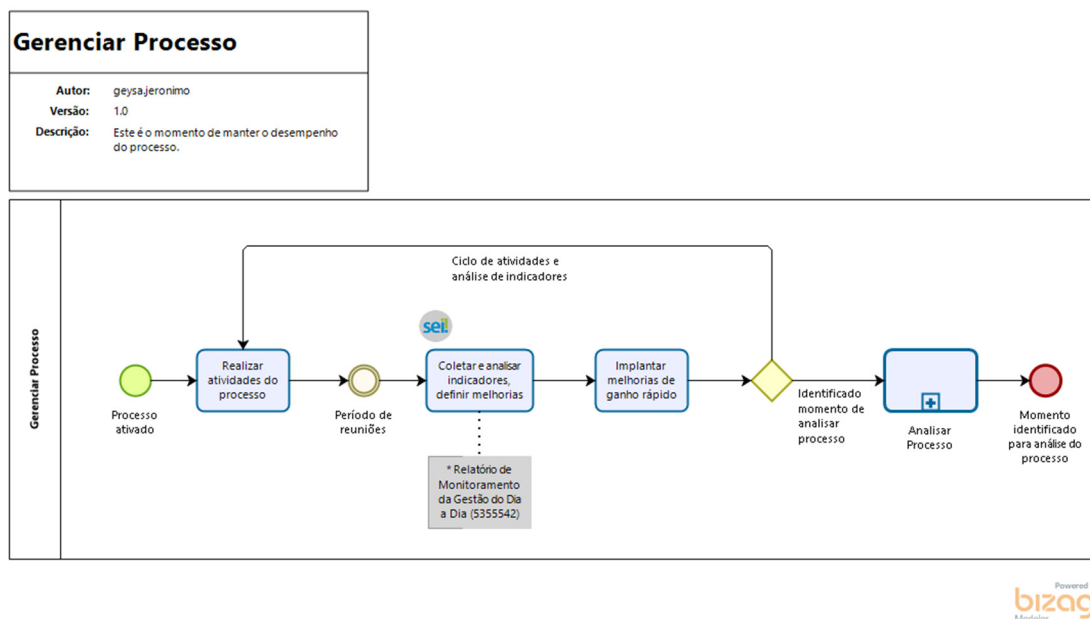 Gerenciar Processo
Autor: geysa.jeronimo
Versão: 1.0
Descrição: Este é o momento de manter o desempenho
do processo.
Gerenciar Processo
Ciclo de atividades e
análise de indicadores
sei!
Processo
ativado
Realizar
atividades do
processo
Período de
reuniões
Coletar e analisar
indicadores,
definir melhorias
* Relatório de
Monitoramento
da Gestão do Dia
a Dia (5355542)
Implantar
melhorias de
ganho rápido
Identificado
momento de
analisar
processo
Analisar
Processo
Momento
identificado
para análise do
processo
Powered
bizag
Modeler